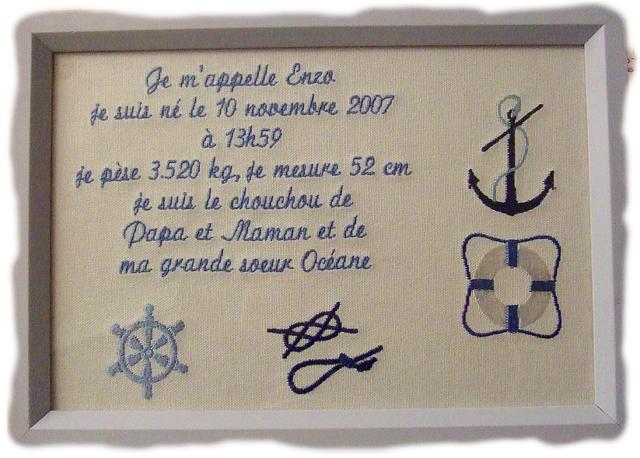 Je m'appelle Enzo
je suis né le 10 novembre 2007
à 13h59
je pèse 3.520 kg, je mesure 52 cm
je suis le chouchou de
Papa et Maman et de
ma grande soeur Océane